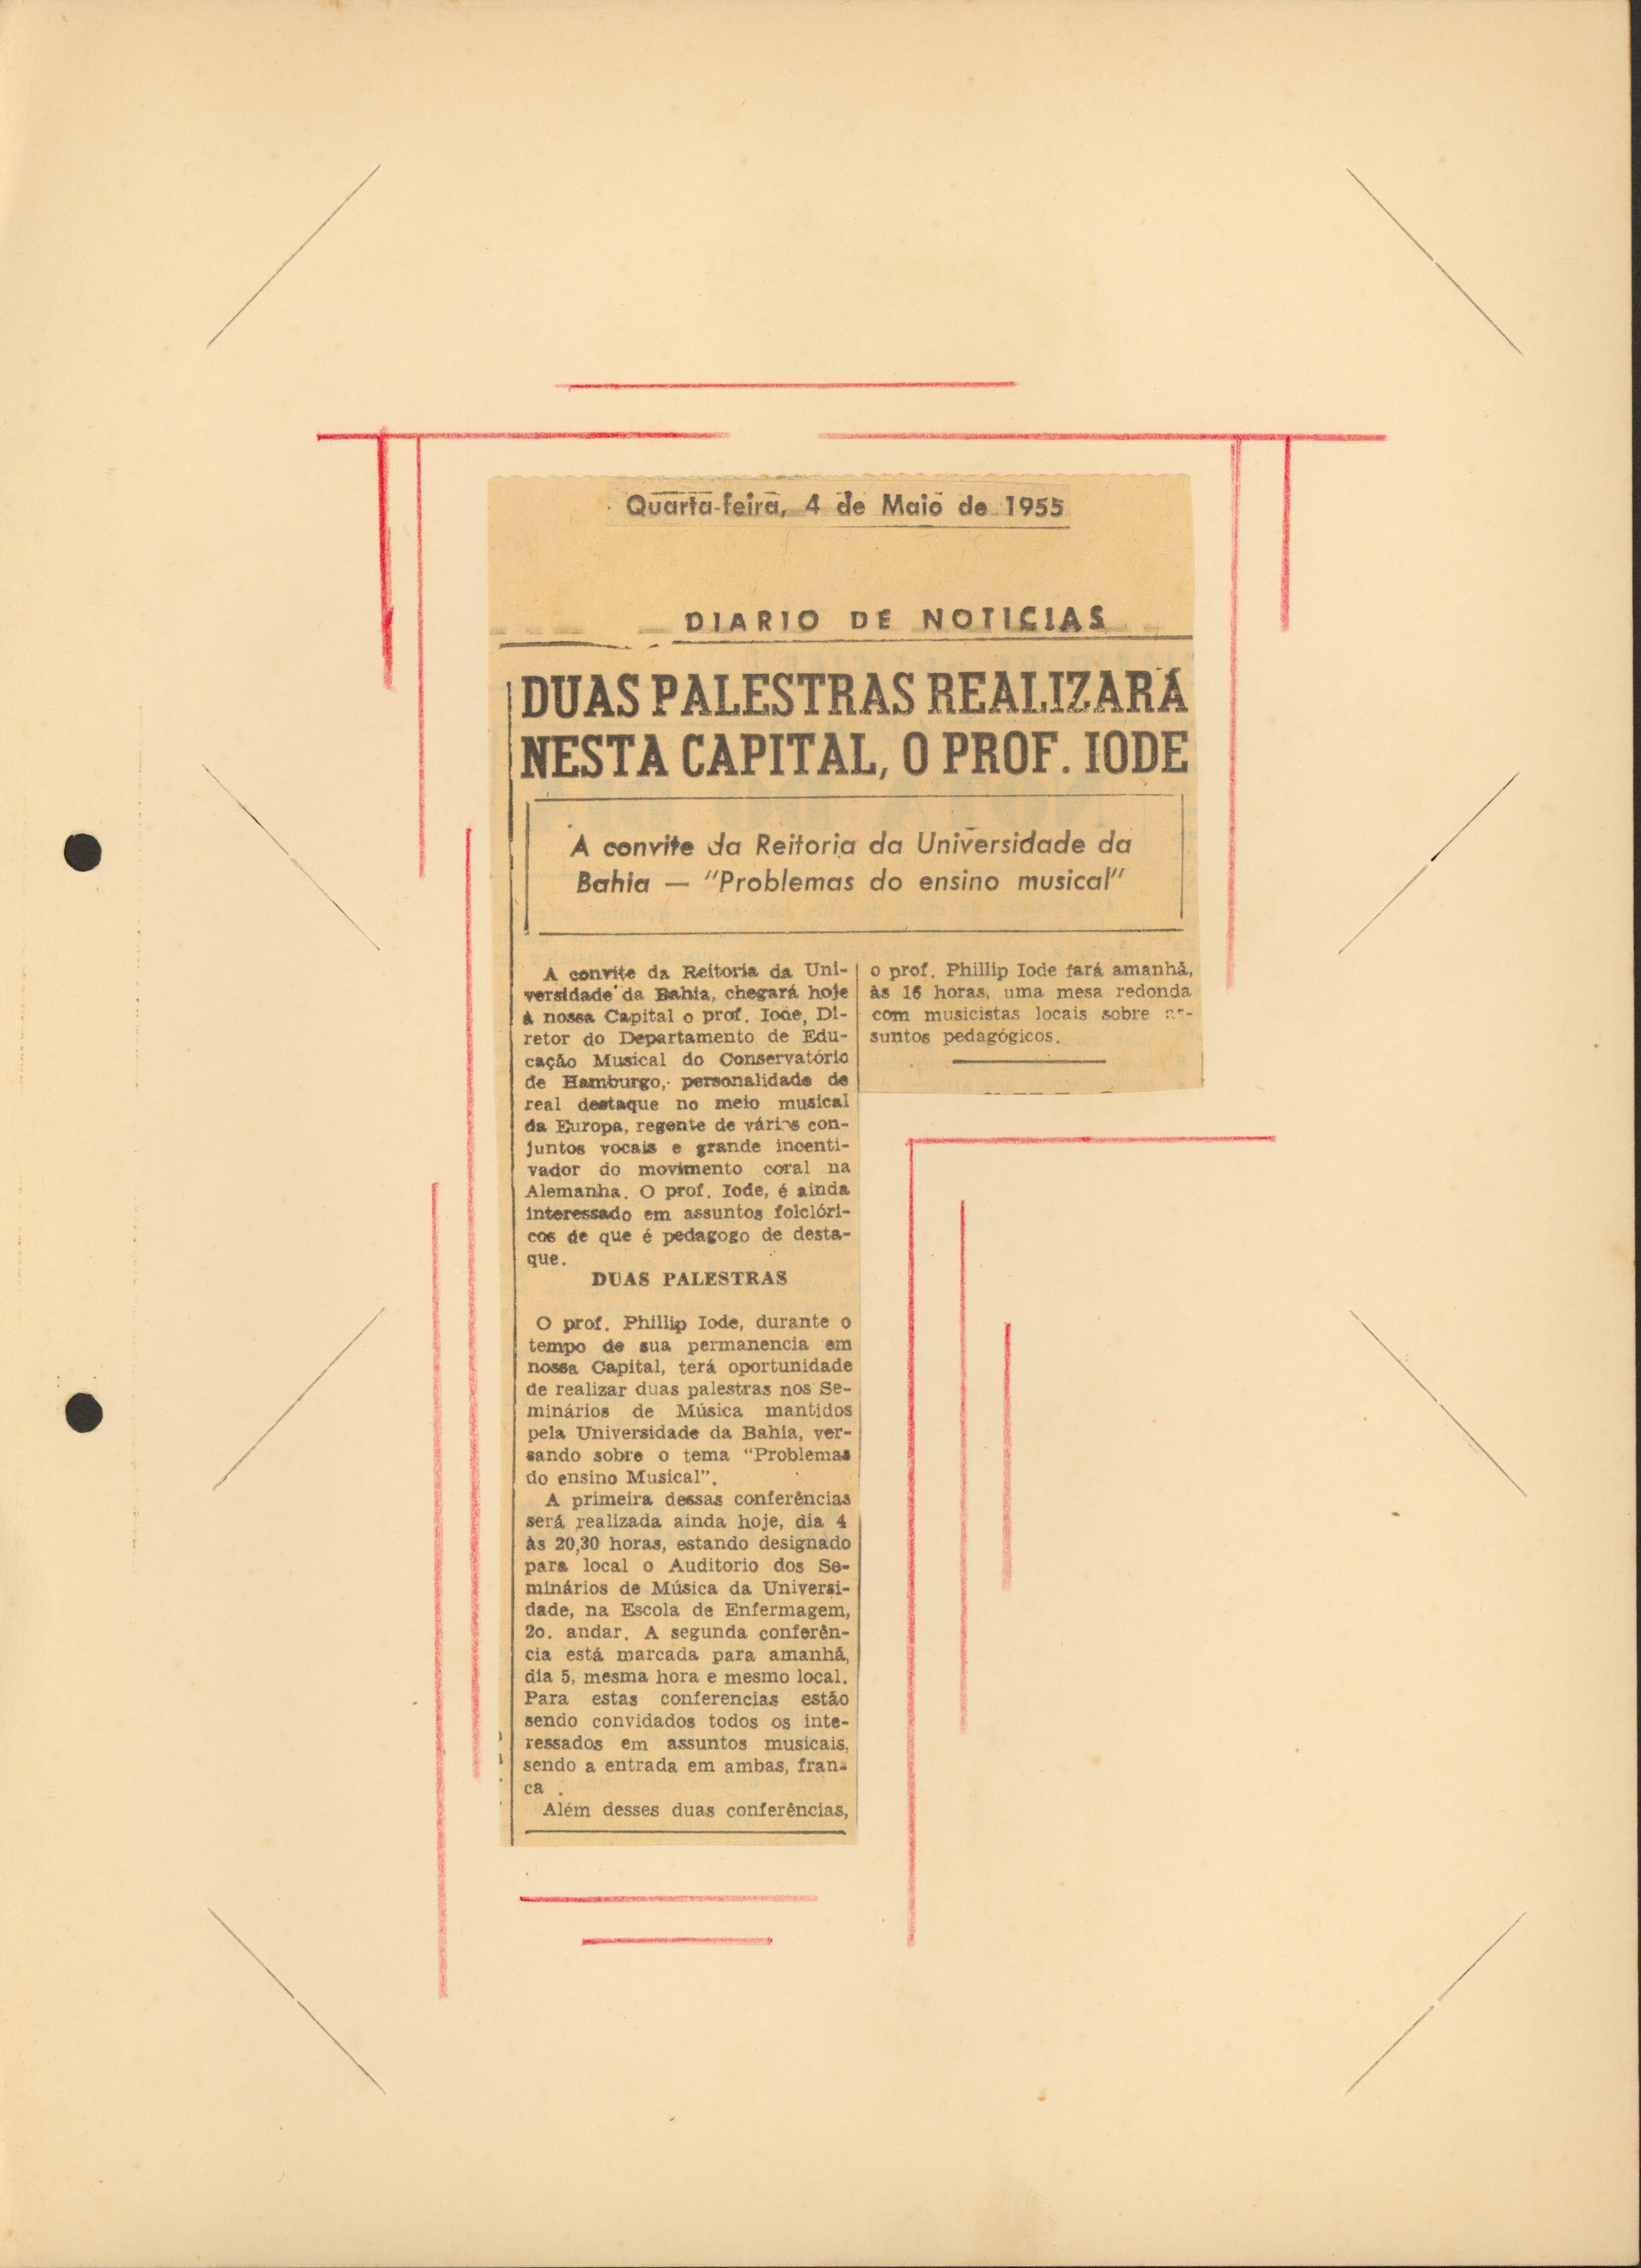 Quarta-feira, 4 de Maio de 1955
DIARIO DE NOTICIAS
DUAS PALESTRAS REALIZARÁ
NESTA CAPITAL, O PROF. IODE
A convite da Reitoria da Universidade da
Bahia — "Problemas do ensino musical"
A convite da Reitoria da Uni-
versidade da Bahia, chegará hoje
à nossa Capital o prof. Iode, Di-
retor do Departamento de Edu-
cação Musical do Conservatório
de Hamburgo, personalidade de
real destaque no meio musical
da Europa, regente de vários con-
juntos vocais e grande incenti-
vador do movimento coral na
Alemanha. O prof. Iode, é ainda
interessado em assuntos folclóri-
cos de que é pedagogo de desta-
que.
DUAS PALESTRAS
O prof. Phillip Iode, durante o
tempo de sua permanencia em
nossa Capital, terá oportunidade
de realizar duas palestras nos Se-
minários de Música mantidos
pela Universidade da Bahia, ver-
sando sobre o tema "Problemas
do ensino Musical".
A primeira dessas conferências
será realizada ainda hoje, dia 4
às 20,30 horas, estando designado
para local o Auditorio dos Se-
minários de Música da Universi-
dade, na Escola de Enfermagem,
2o. andar. A segunda conferên-
cia está marcada para amanhã,
dia 5, mesma hora e mesmo local.
Para estas conferencias estão
sendo convidados todos os inte-
ressados em assuntos musicais,
sendo a entrada em ambas, fran-
ca .
Além desses duas conferências,
o prof. Phillip Iode fará amanhã,
às 16 horas, uma mesa redonda
com musicistas locais sobre as-
suntos pedagógicos.